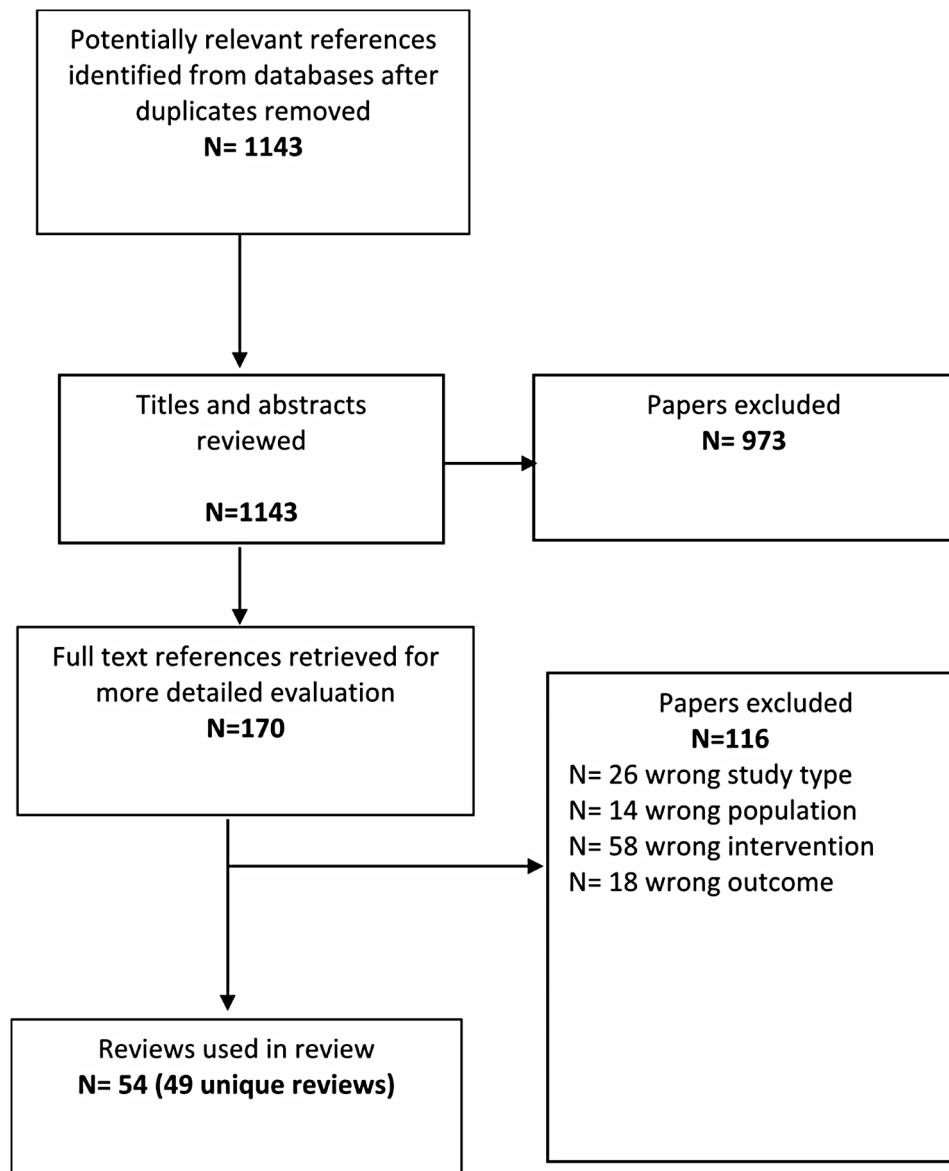 Potentially relevant references
identified from databases after
duplicates removed
N= 1143
Titles and abstracts
reviewed
N=1143
Papers excluded
N= 973
Full text references retrieved for
more detailed evaluation
N=170
Papers excluded
N=116
N= 26 wrong study type
N= 14 wrong population
N= 58 wrong intervention
N= 18 wrong outcome
Reviews used in review
N= 54 (49 unique reviews)